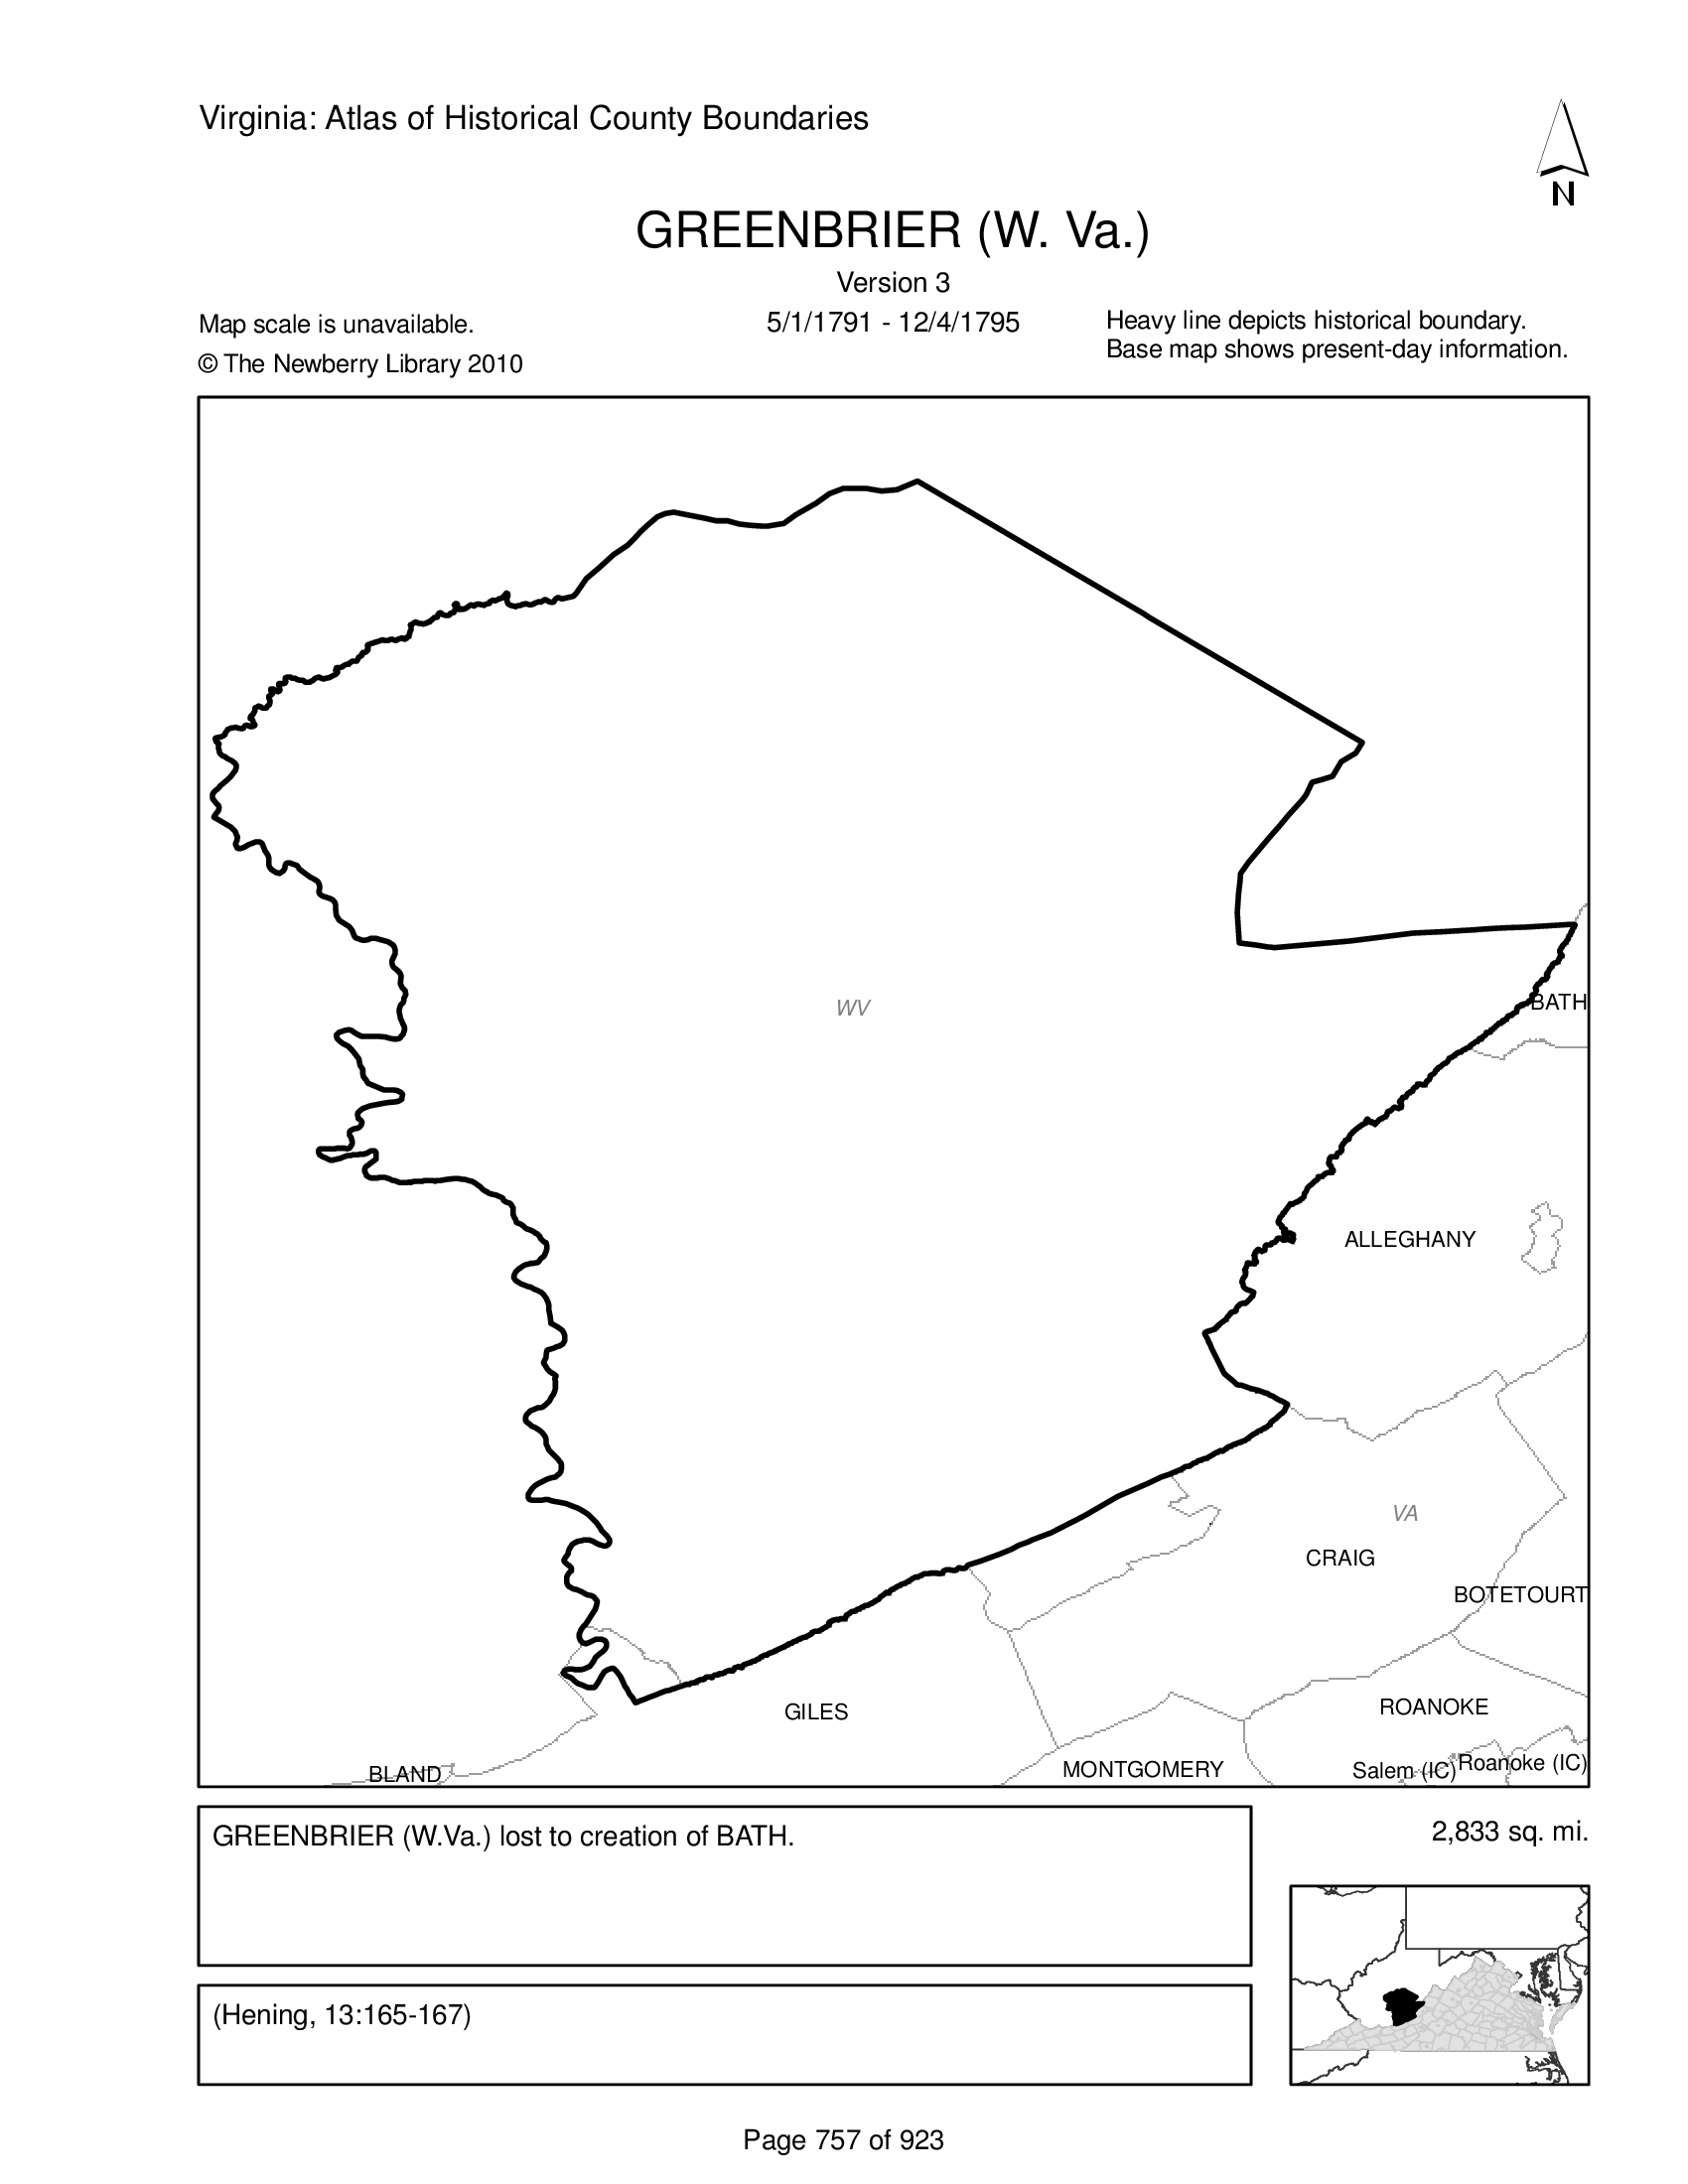 Virginia: Atlas of Historical County Boundaries
N
GREENBRIER (W. Va.)
Version 3
Map scale is unavailable.
5/1/1791 - 12/4/1795
Heavy line depicts historical boundary.
Base map shows present-day information.
© The Newberry Library 2010
WV
BATH
ALLEGHANY
VA
CRAIG
BOTETOURT
GILES
ROANOKE
MONTGOMERY
Salem (IC)
Roanoke (IC)
BLAND
GREENBRIER (W.Va.) lost to creation of BATH.
2,833 sq. mi.
(Hening, 13:165-167)
Page 757 of 923